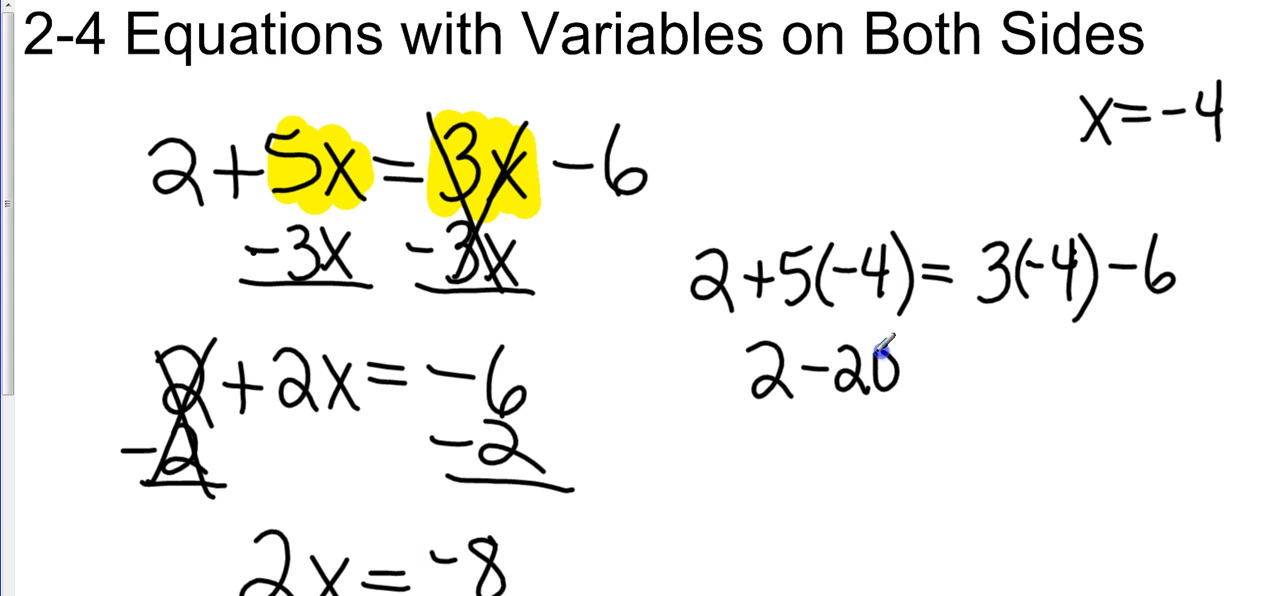 2-4 Equations with Variables on Both Sides
x=-4
2+5x=3x-6
-3x -3x
2+2x=-6
-2 -2
2x=-8
2+5(-4)=3(-4)-6
2-20